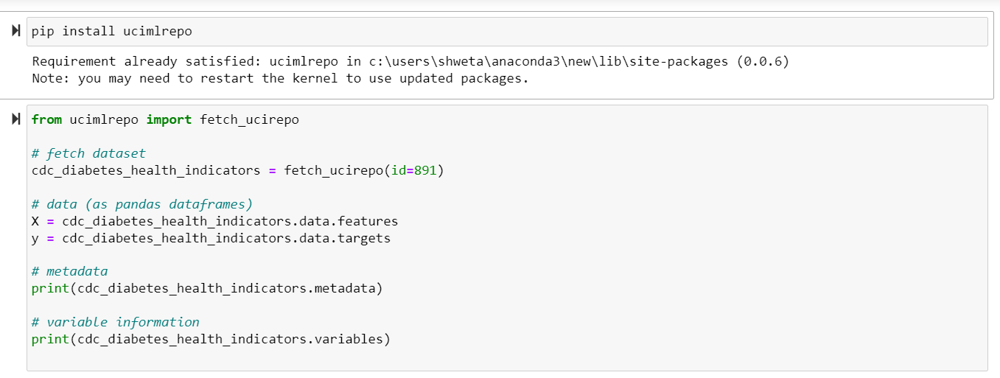 pip install ucimlrepo
Requirement already satisfied: ucimlrepo in c:\users\shweta\anaconda3\new\lib\site-packages (0.0.6)
Note: you may need to restart the kernel to use updated packages.
from ucimlrepo import fetch_ucirepo
# fetch dataset
cdc_diabetes_health_indicators = fetch_ucirepo(id=891)
# data (as pandas dataframes)
X = cdc_diabetes_health_indicators.data.features
y = cdc_diabetes_health_indicators.data.targets
# metadata
print(cdc_diabetes_health_indicators.metadata)
# variable information
print(cdc_diabetes_health_indicators.variables)